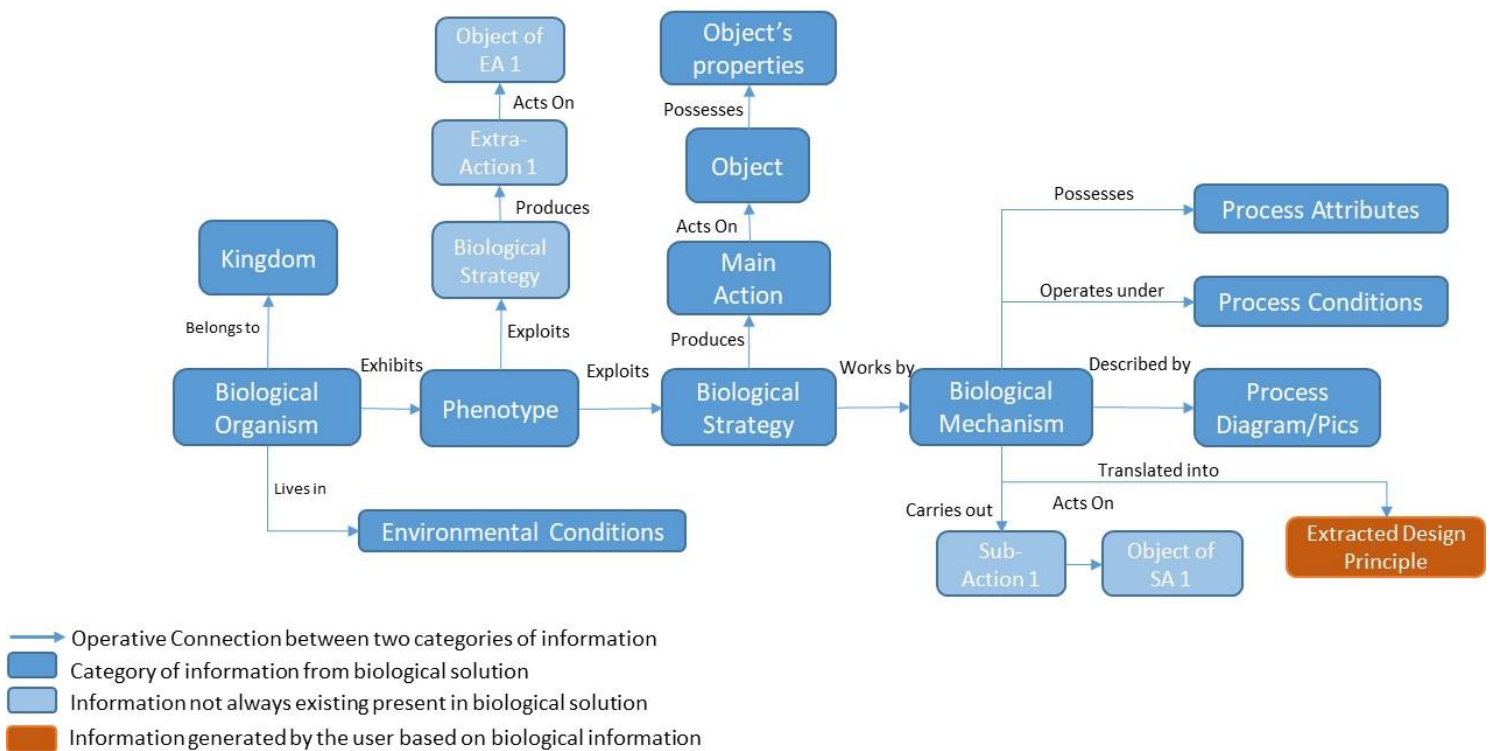 Object of
EA 1
Acts On
Extra-
Action 1
Produces
Biological
Strategy
Exploits
Object's
properties
Possesses
Object
Acts On
Main
Action
Produces
Kingdom
Belongs to
Biological
Organism
Exhibits
Phenotype
Exploits
Biological
Strategy
Works by
Biological
Mechanism
Possesses
Process Attributes
Operates under
Process Conditions
Described by
Process
Diagram/Pics
Lives in
Environmental Conditions
Carries out
Sub-
Action 1
Acts On
Object of
SA 1
Translated into
Extracted Design
Principle
Operative Connection between two categories of information
Category of information from biological solution
Information not always existing present in biological solution
Information generated by the user based on biological information